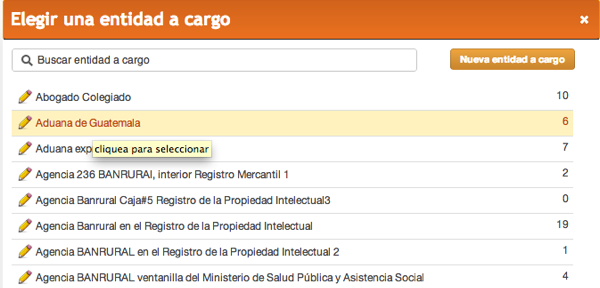 Elegir una entidad a cargo ×
Buscar entidad a cargo Nueva entidad a cargo
Abogado Colegiado 10
Aduana de Guatemala 6
Aduana exp cliquea para seleccionar 7
Agencia 236 BANRURAl, interior Registro Mercantil 1 2
Agencia Banrural Caja#5 Registro de la Propiedad Intelectual3 0
Agencia Banrural en el Registro de la Propiedad Intelectual 19
Agencia BANRURAL en el Registro de la Propiedad Intelectual 2 1
Agencia BANRURAL ventanilla del Ministerio de Salud Pública y Asistencia Social 4